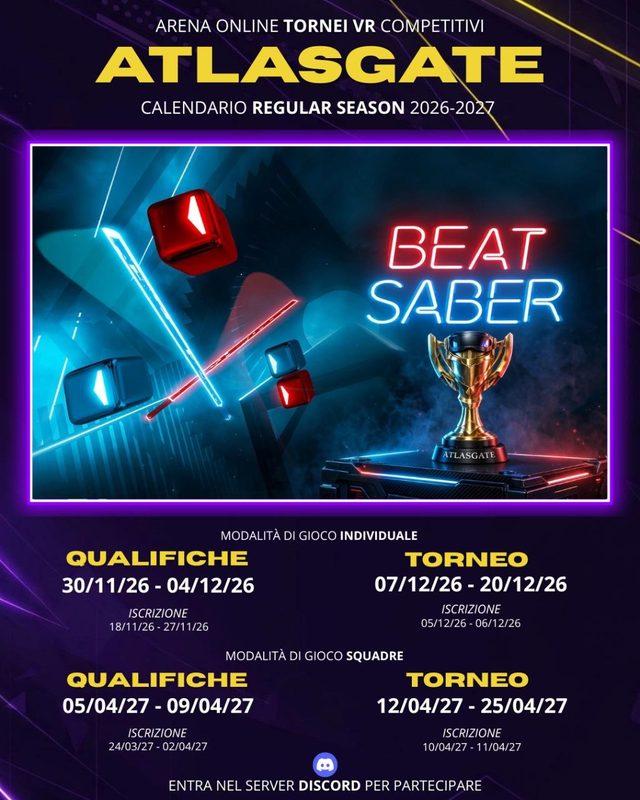 ARENA ONLINE TORNEI VR COMPETITIVI
ATLASGATE
CALENDARIO REGULAR SEASON 2026-2027
BEAT
SABER
ATLASGATE
MODALITÀ DI GIOCO INDIVIDUALE
QUALIFICHE
30/11/26 - 04/12/26
ISCRIZIONE
18/11/26 - 27/11/26
TORNEO
07/12/26 - 20/12/26
ISCRIZIONE
05/12/26 - 06/12/26
MODALITÀ DI GIOCO SQUADRE
QUALIFICHE
05/04/27 - 09/04/27
ISCRIZIONE
24/03/27 - 02/04/27
TORNEO
12/04/27 - 25/04/27
ISCRIZIONE
10/04/27 - 11/04/27
ENTRA NEL SERVER DISCORD PER PARTECIPARE